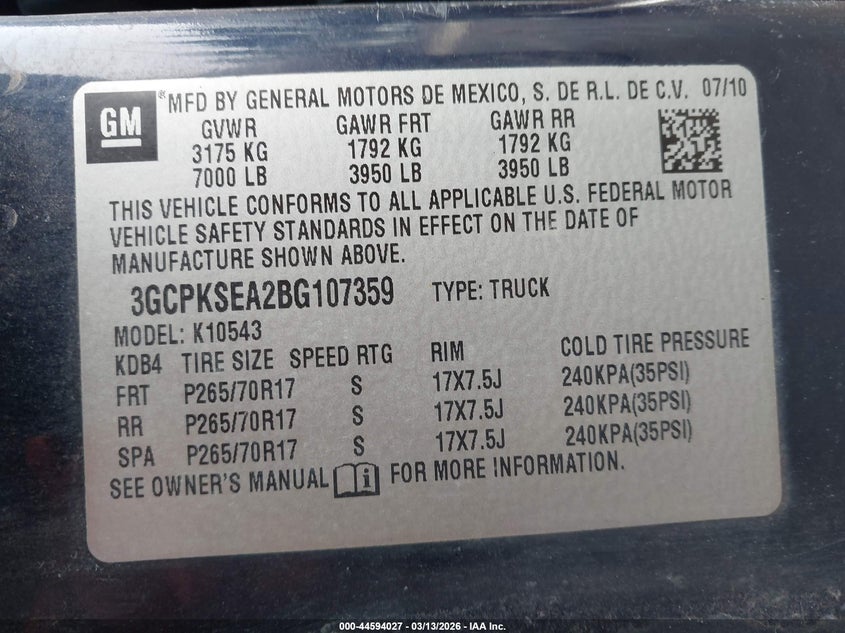 GM
® MFD BY GENERAL MOTORS DE MEXICO, S. DE R.L. DE C.V. 07/10
GVWR GAWR FRT GAWR RR
3175 KG 1792 KG 1792 KG
7000 LB 3950 LB 3950 LB
THIS VEHICLE CONFORMS TO ALL APPLICABLE U.S. FEDERAL MOTOR
VEHICLE SAFETY STANDARDS IN EFFECT ON THE DATE OF
MANUFACTURE SHOWN ABOVE.
3GCPKSEA2BG107359 TYPE: TRUCK
MODEL: K10543
KDB4 TIRE SIZE SPEED RTG RIM COLD TIRE PRESSURE
FRT P265/70R17 S 17X7.5J 240KPA(35PSI)
RR P265/70R17 S 17X7.5J 240KPA(35PSI)
SPA P265/70R17 S 17X7.5J 240KPA(35PSI)
SEE OWNER'S MANUAL i FOR MORE INFORMATION.
000-44594027 - 03/13/2026 - IAA Inc.